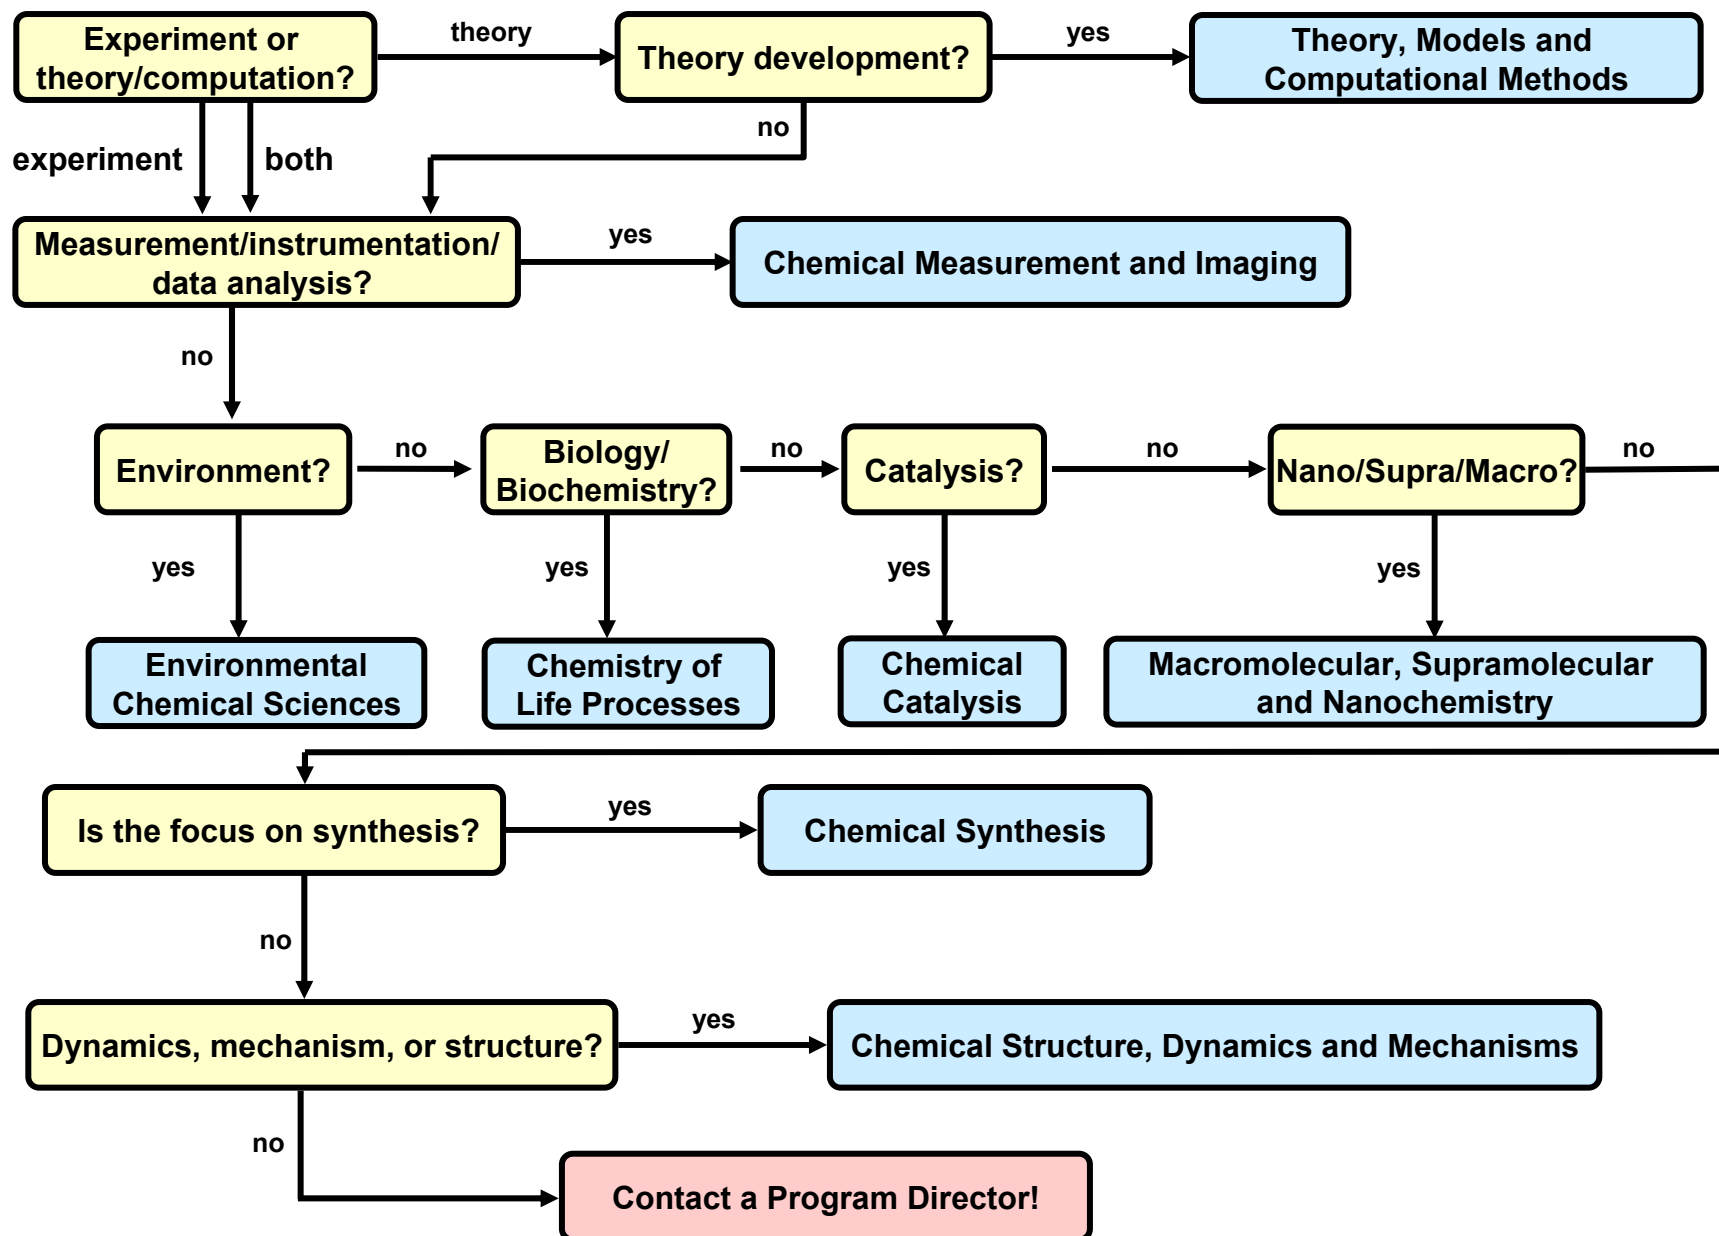 Experiment or
theory/computation?
theory
Theory development?
yes
Theory, Models and
Computational Methods
no
experiment
both
Measurement/instrumentation/
data analysis?
yes
Chemical Measurement and Imaging
no
Environment?
no
Biology/
Biochemistry?
no
Catalysis?
no
Nano/Supra/Macro?
no
yes
yes
yes
yes
Environmental
Chemical Sciences
Chemistry of
Life Processes
Chemical
Catalysis
Macromolecular, Supramolecular
and Nanochemistry
Is the focus on synthesis?
yes
Chemical Synthesis
no
Dynamics, mechanism, or structure?
yes
Chemical Structure, Dynamics and Mechanisms
no
Contact a Program Director!